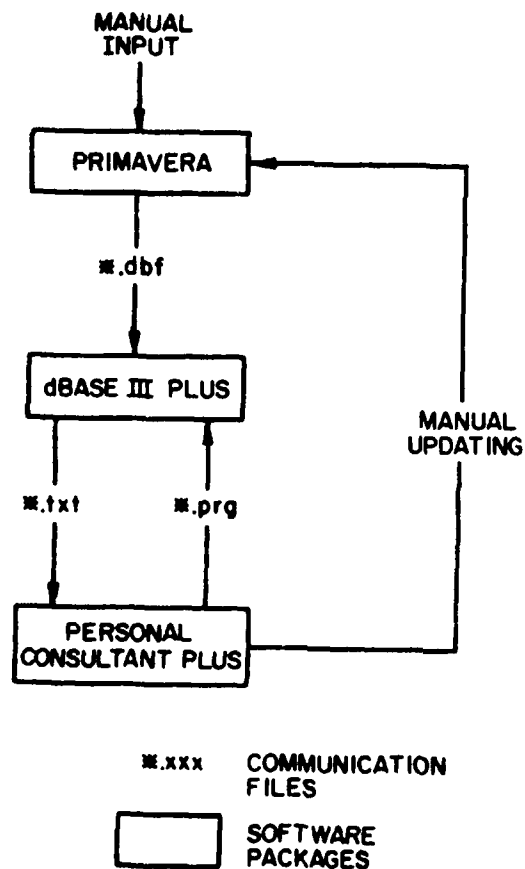 MANUAL
INPUT
PRIMAVERA
*.dbf
dBASE III PLUS
MANUAL
UPDATING
*.txt
*.prg
PERSONAL
CONSULTANT PLUS
*.xxx
COMMUNICATION
FILES
SOFTWARE
PACKAGES